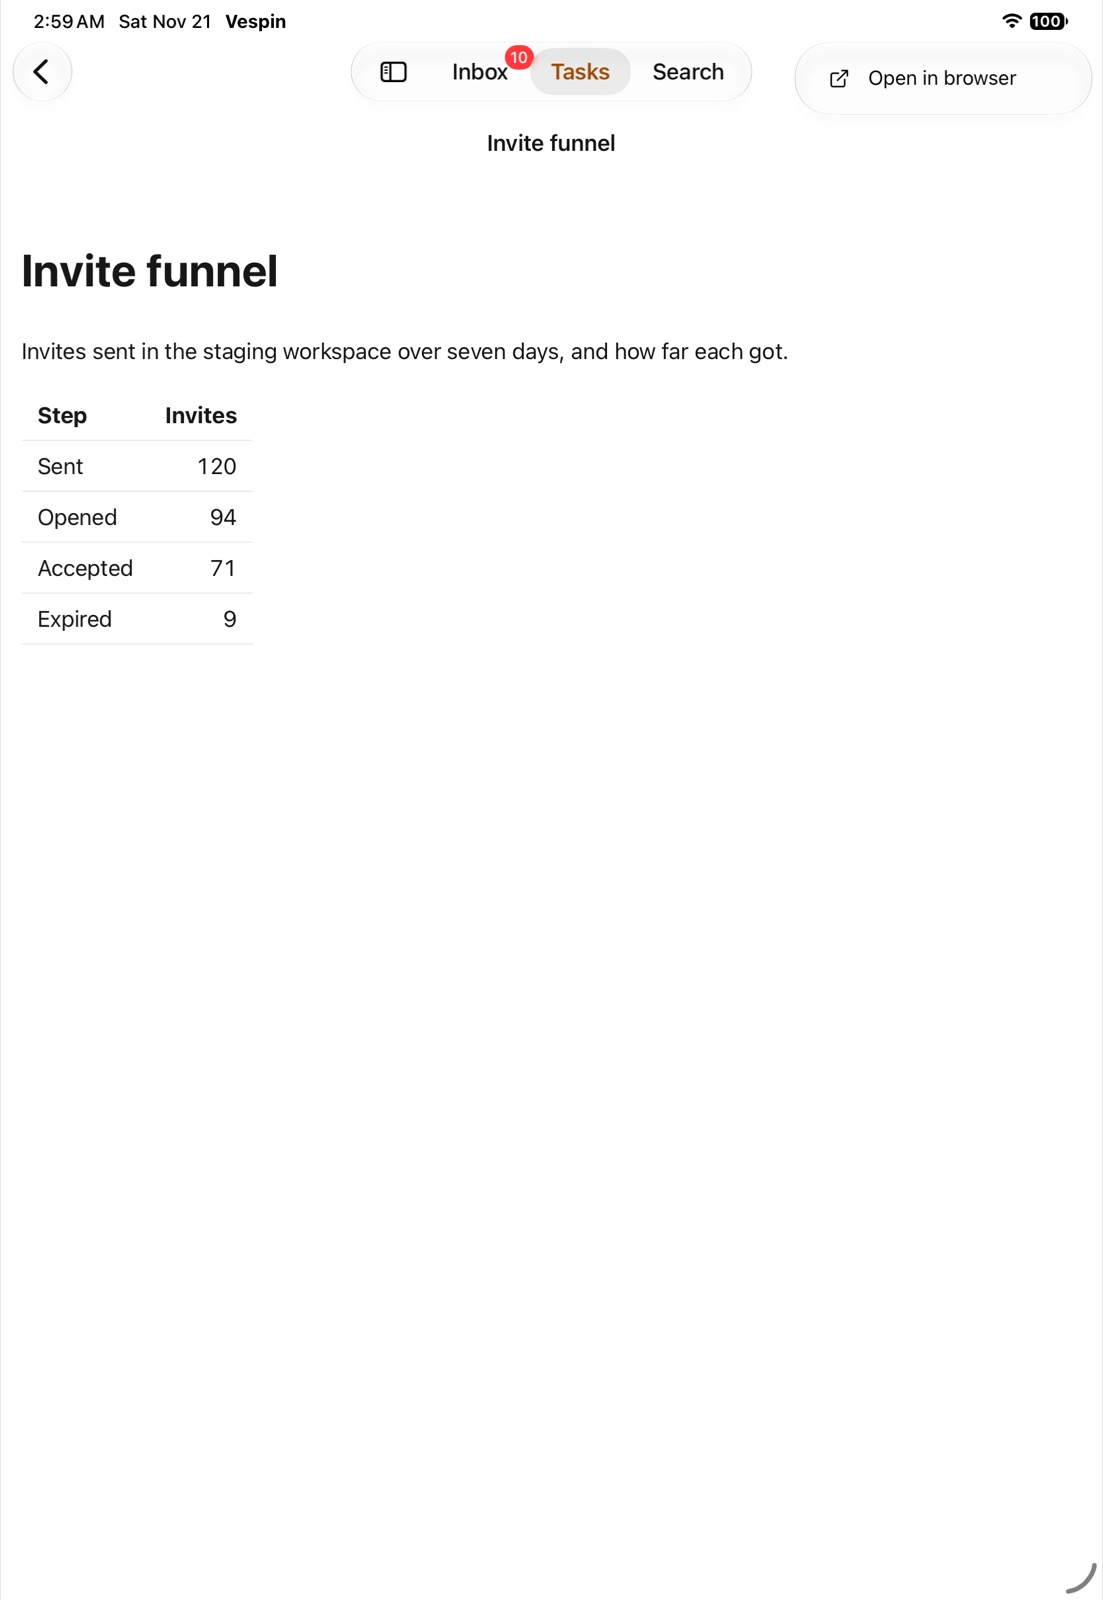 2:59 AM Sat Nov 21 Vespin 100
Inbox 10 Tasks Search Open in browser
Invite funnel
Invite funnel
Invites sent in the staging workspace over seven days, and how far each got.
Step Invites
Sent 120
Opened 94
Accepted 71
Expired 9